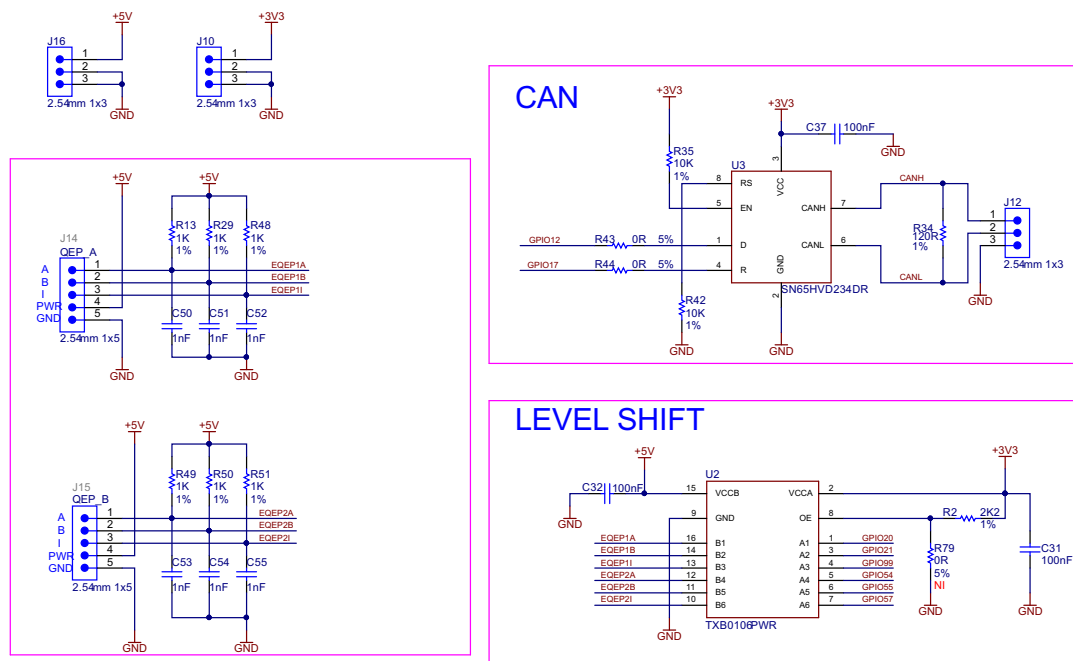 +5V
J16
1
2
3
2.54mm 1x3
GND
+3V3
J10
1
2
3
2.54mm 1x3
GND
+5V
+5V
R13
1K
1%
R29
1K
1%
R48
1K
1%
J14
QEP_A
A
B
I
PWR
GND
1
2
3
4
5
2.54mm 1x5
EQEP1A
EQEP1B
EQEP1I
C50
1nF
C51
1nF
C52
1nF
GND
GND
+5V
+5V
R49
1K
1%
R50
1K
1%
R51
1K
1%
J15
QEP_B
A
B
I
PWR
GND
1
2
3
4
5
2.54mm 1x5
EQEP2A
EQEP2B
EQEP2I
C53
1nF
C54
1nF
C55
1nF
GND
GND
CAN
+3V3
+3V3
C37
100nF
GND
R35
10K
1%
U3
8
RS
5
EN
1
D
4
R
3
VCC
CANH
7
CANL
6
GND
2
SN65HVD234DR
GPIO12
R43
0R
5%
GPIO17
R44
0R
5%
R42
10K
1%
GND
GND
CANH
R34
120R
1%
CANL
J12
1
2
3
2.54mm 1x3
GND
LEVEL SHIFT
+5V
C32
100nF
GND
U2
15
VCCB
VCCA
2
9
GND
OE
8
EQEP1A
16
B1
A1
1
GPIO20
EQEP1B
14
B2
A2
3
GPIO21
EQEP1I
13
B3
A3
4
GPIO99
EQEP2A
12
B4
A4
5
GPIO54
EQEP2B
11
B5
A5
6
GPIO55
EQEP2I
10
B6
A6
7
GPIO57
TXB0106PWR
GND
+3V3
R2
2K2
1%
R79
0R
5%
NI
GND
C31
100nF
GND